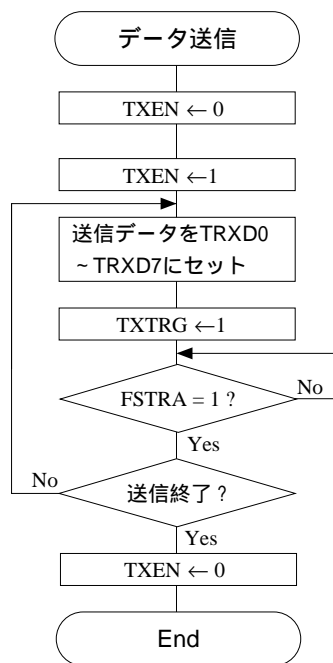 データ送信
TXEN ← 0
TXEN ←1
送信データをTRXD0
~ TRXD7にセット
TXTRG ←1
FSTRA = 1 ?
No
Yes
No
送信終了 ?
Yes
TXEN ← 0
End